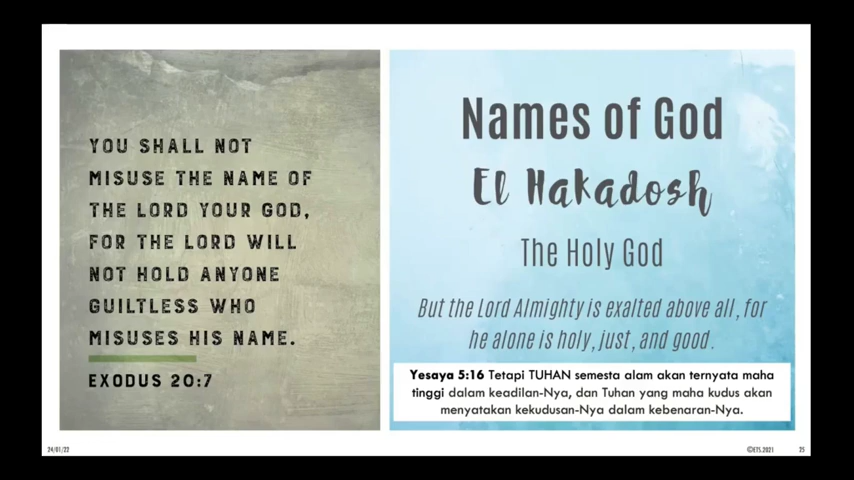 YOU SHALL NOT
MISUSE THE NAME OF
THE LORD YOUR GOD,
FOR THE LORD WILL
NOT HOLD ANYONE
GUILTLESS WHO
MISUSES HIS NAME.
EXODUS 20:7
Names of God
El Hakadosh
The Holy God
But the Lord Almighty is exalted above all, for
he alone is holy, just, and good.
Yesaya 5:16 Tetapi TUHAN semesta alam akan ternyata maha
tinggi dalam keadilan-Nya, dan Tuhan yang maha kudus akan
menyatakan kekudusan-Nya dalam kebenaran-Nya.
24/01/22
©ETS.2021
25